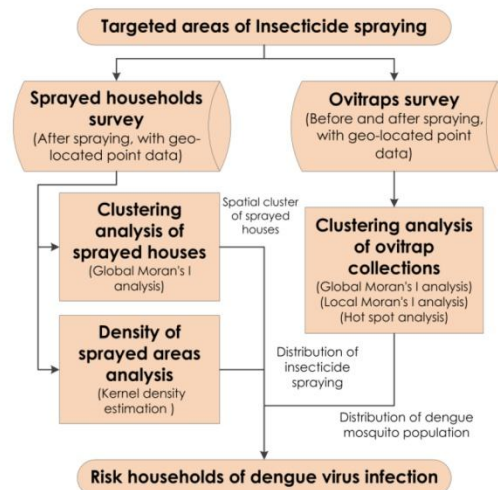 Targeted areas of Insecticide spraying
Sprayed households
survey
(After spraying, with geo-
located point data)
Ovitraps survey
(Before and after spraying,
with geo-located point
data)
Clustering
analysis of
sprayed houses
(Global Moran's I
analysis)
Spatial cluster
of sprayed
houses
Clustering analysis
of ovitrap
collections
(Global Moran's I analysis)
(Local Moran's I analysis)
(Hot spot analysis)
Density of
sprayed areas
analysis
(Kernel density
estimation )
Distribution of
insecticide
spraying
Distribution of dengue
mosquito population
Risk households of dengue virus infection